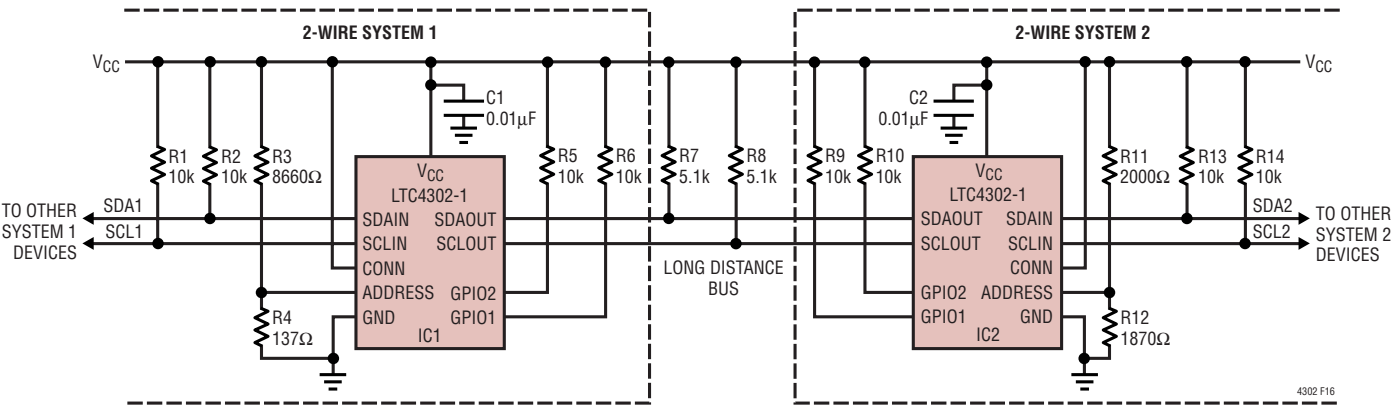 2-WIRE SYSTEM 1
2-WIRE SYSTEM 2
VCC
VCC
C1
0.01µF
C2
0.01µF
R1
10k
R2
10k
R3
8660Ω
R5
10k
R6
10k
R7
5.1k
R8
5.1k
R9
10k
R10
10k
R11
2000Ω
R13
10k
R14
10k
VCC
LTC4302-1
SDAIN SDAOUT
SCLIN SCLOUT
CONN
ADDRESS GPIO2
GND GPIO1
IC1
VCC
LTC4302-1
SDAOUT SDAIN
SCLOUT SCLIN
CONN
GPIO2 ADDRESS
GPIO1 GND
IC2
TO OTHER
SYSTEM 1
DEVICES
SDA1
SCL1
SDA2
SCL2
TO OTHER
SYSTEM 2
DEVICES
LONG DISTANCE
BUS
R4
137Ω
R12
1870Ω
4302 F16